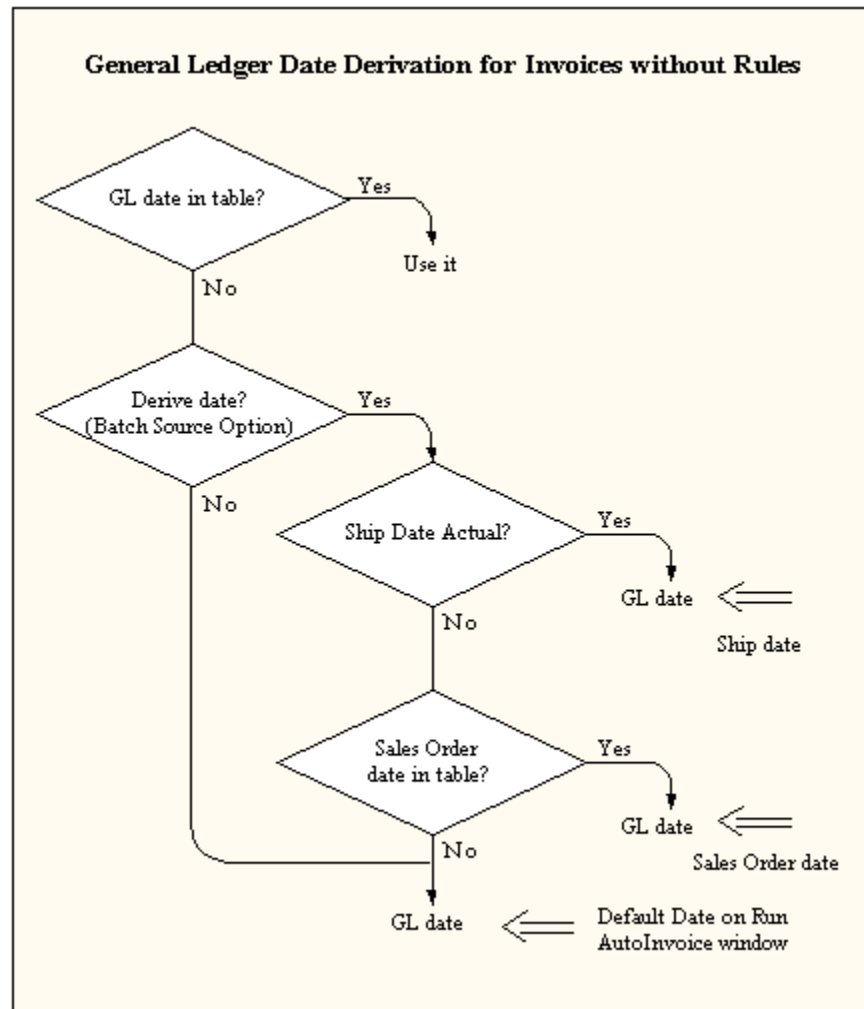 General Ledger Date Derivation for Invoices without Rules
GL date in table?
Yes
Use it
No
Derive date?
(Batch Source Option)
Yes
No
Ship Date Actual?
Yes
GL date
Ship date
No
Sales Order
date in table?
Yes
GL date
Sales Order date
No
GL date
Default Date on Run
AutoInvoice window